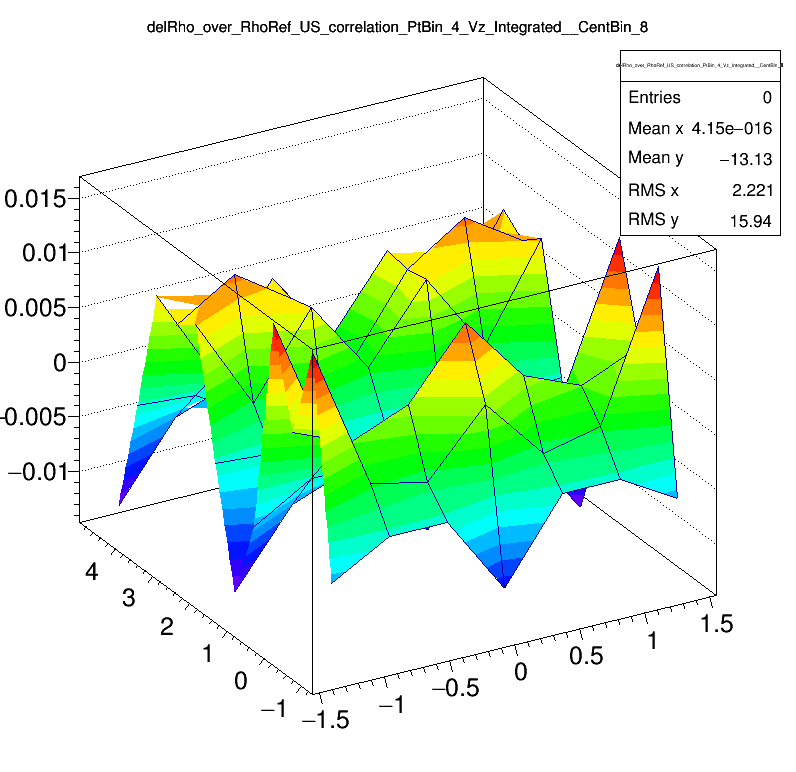 delRho_over_RhoRef_US_correlation_PtBin_4_Vz_Integrated__CentBin_8
delRho_over_RhoRef_US_correlation_PtBin_4_Vz_Integrated__CentBin_8
Entries 0
Mean x 4.15e−016
Mean y −13.13
RMS x 2.221
RMS y 15.94
0.015
0.01
0.005
0
−0.005
−0.01
4
3
2
1
0
−1
−1.5
−1
−0.5
0
0.5
1
1.5